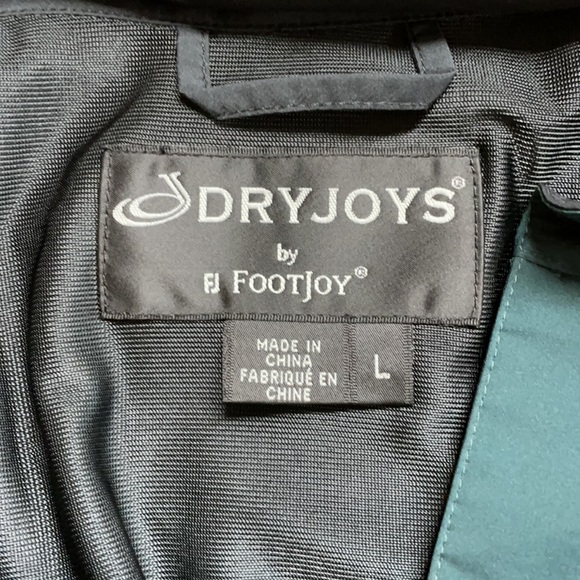 DRYJOYS®
by
FJ FOOTJOY®
MADE IN
CHINA
FABRIQUÉ EN
CHINE
L